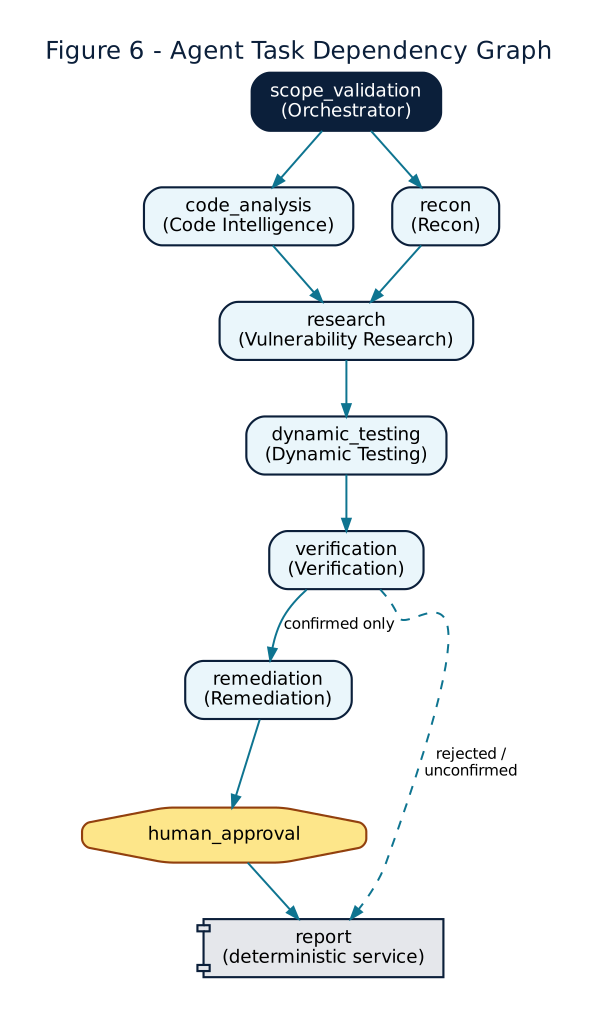 Figure 6 - Agent Task Dependency Graph
scope_validation
(Orchestrator)
code_analysis
(Code Intelligence)
recon
(Recon)
research
(Vulnerability Research)
dynamic_testing
(Dynamic Testing)
verification
(Verification)
confirmed only
remediation
(Remediation)
rejected /
unconfirmed
human_approval
report
(deterministic service)